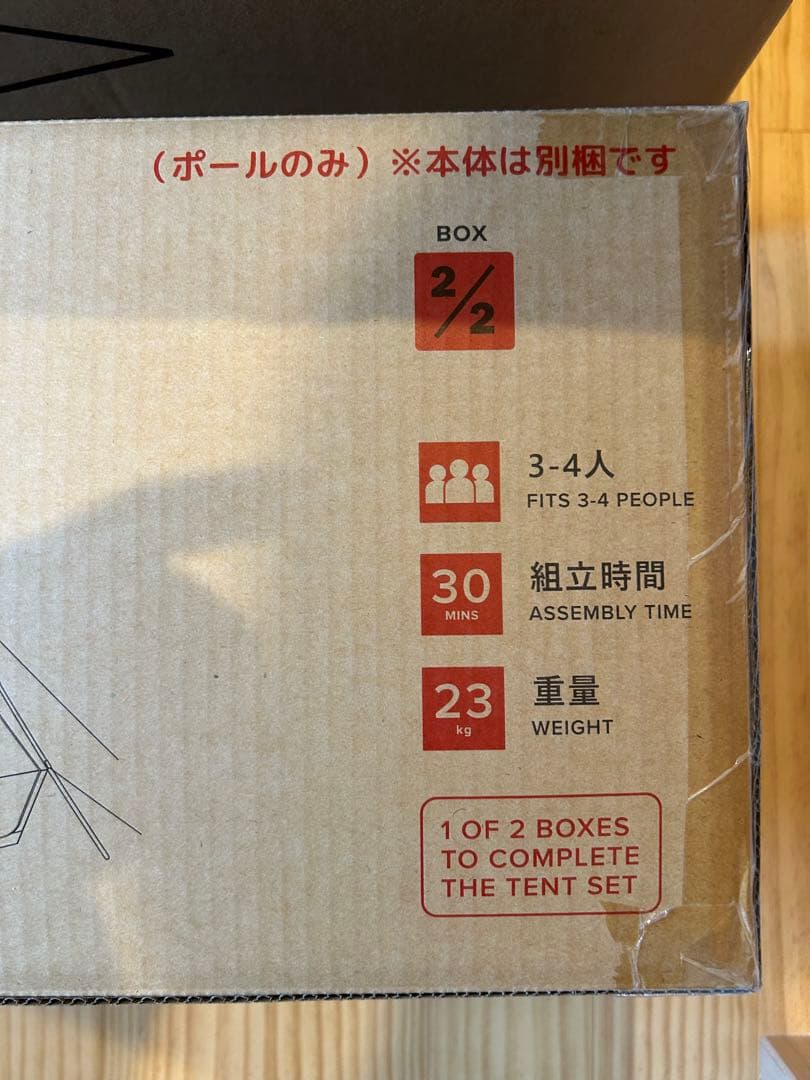 （ポールのみ）※本体は別梱です
BOX
2/2
3-4人
FITS 3-4 PEOPLE
30
MINS
組立時間
ASSEMBLY TIME
23
kg
重量
WEIGHT
1 OF 2 BOXES
TO COMPLETE
THE TENT SET